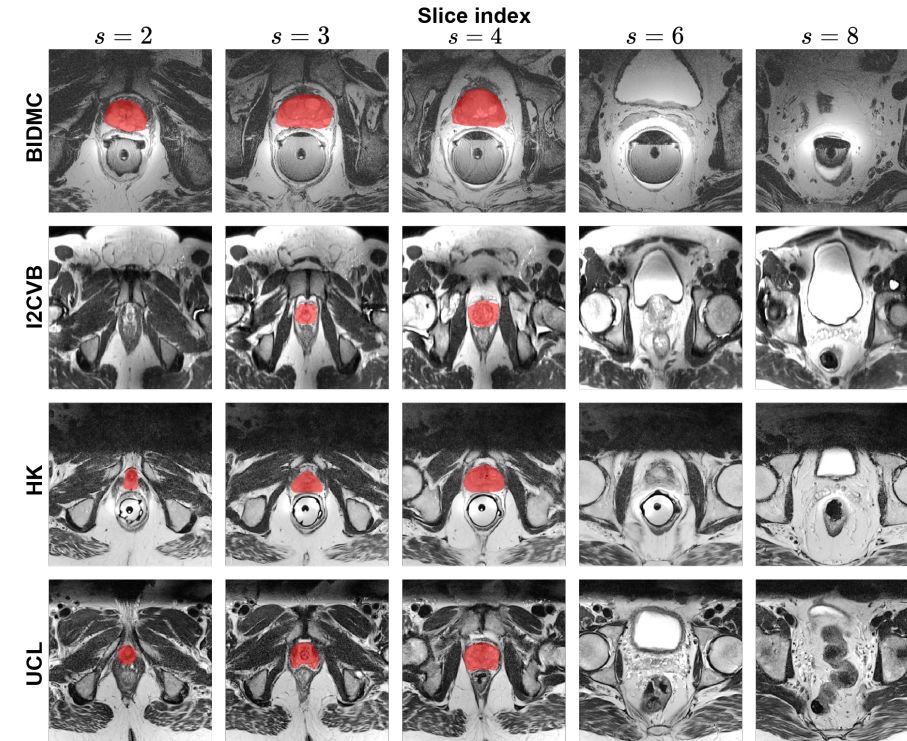 Slice index
s = 2 s = 3 s = 4 s = 6 s = 8
BIDMC
I2CVB
HK
UCL